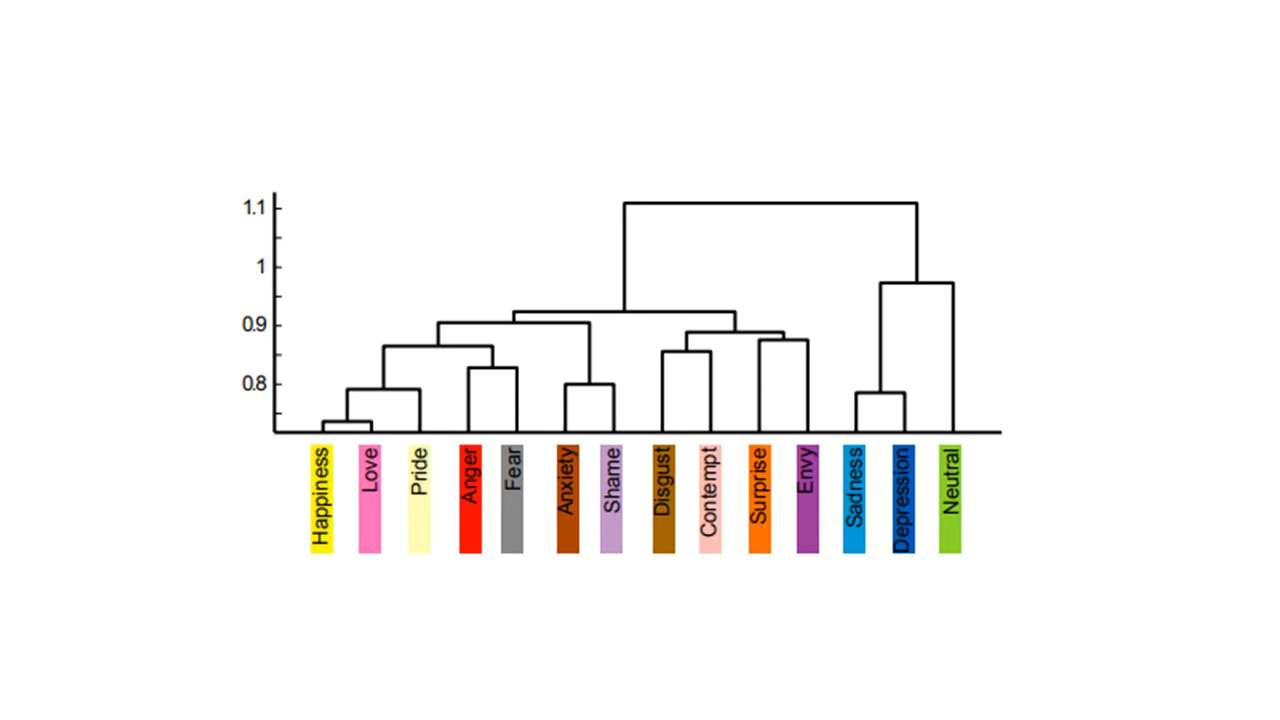 1.1
1
0.9
0.8
Happiness
Love
Pride
Anger
Fear
Anxiety
Shame
Disgust
Contempt
Surprise
Envy
Sadness
Depression
Neutral